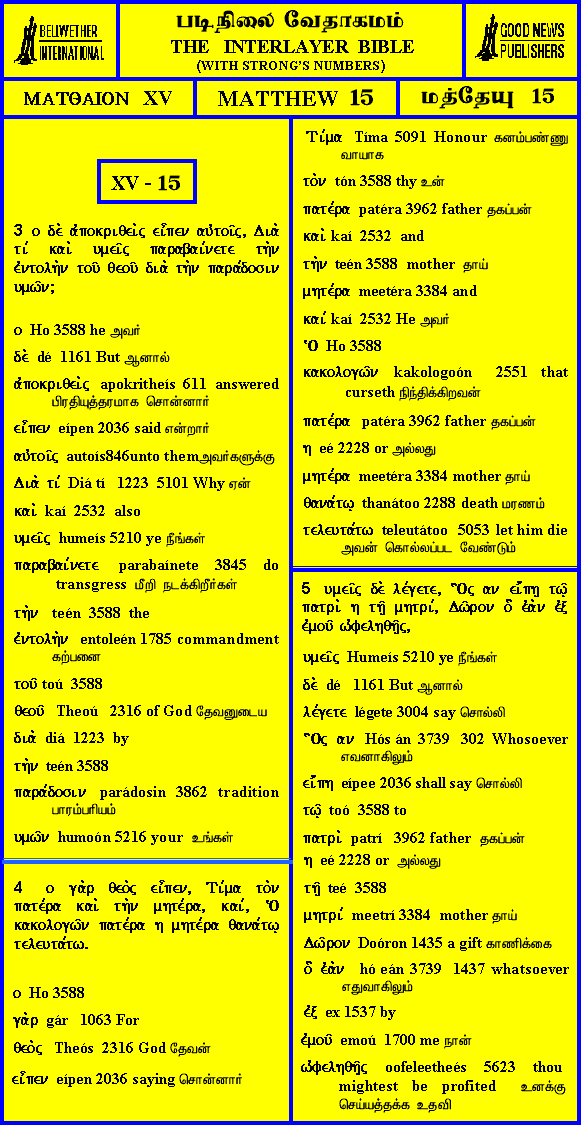 BELLWETHER
INTERNATIONAL
படிநிலை வேதாகமம்
THE INTERLAYER BIBLE
(WITH STRONG'S NUMBERS)
GOOD NEWS
PUBLISHERS
ΜΑΤΘΑΙΟΝ XV
MATTHEW 15
மத்தேயு 15
XV - 15
3 ο δὲ ἀποκριθεὶς εἶπεν αὐτοῖς, Διὰ
τί καὶ υμεῖς παραβαίνετε τὴν
ἐντολὴν τοῦ θεοῦ διὰ τὴν παράδοσιν
υμῶν;
ο Ho 3588 he அவர்
δὲ dé 1161 But ஆனால்
ἀποκριθεὶς apokritheís 611 answered
பிரதியுத்தரமாக சொன்னார்
εἶπεν eípen 2036 said என்றார்
αὐτοῖς autoís846unto themஅவர்களுக்கு
Διὰ τί Diá tí 1223 5101 Why ஏன்
καὶ kaí 2532 also
υμεῖς humeís 5210 ye நீங்கள்
παραβαίνετε parabaínete 3845 do
transgress மீறி நடக்கிறீர்கள்
τὴν teén 3588 the
ἐντολὴν entoleén 1785 commandment
கற்பனை
τοῦ toú 3588
θεοῦ Theoú 2316 of God தேவனுடைய
διὰ diá 1223 by
τὴν teén 3588
παράδοσιν parádosin 3862 tradition
பாரம்பரியம்
υμῶν humoón 5216 your உங்கள்
4 ο γὰρ θεὸς εἶπεν, Τίμα τὸν
πατέρα καὶ τὴν μητέρα, καί, Ὁ
κακολογῶν πατέρα η μητέρα θανάτῳ
τελευτάτω.
ο Ho 3588
γὰρ gár 1063 For
θεὸς Theós 2316 God தேவன்
εἶπεν eípen 2036 saying சொன்னார்
Τίμα Tíma 5091 Honour கனம்பண்ணு
வாயாக
τὸν tón 3588 thy உன்
πατέρα patéra 3962 father தகப்பன்
καὶ kaí 2532 and
τὴν teén 3588 mother தாய்
μητέρα meetéra 3384 and
καί kaí 2532 He அவர்
Ὁ Ho 3588
κακολογῶν kakologoón 2551 that
curseth நிந்திக்கிறவன்
πατέρα patéra 3962 father தகப்பன்
η eé 2228 or அல்லது
μητέρα meetéra 3384 mother தாய்
θανάτῳ thanátoo 2288 death மரணம்
τελευτάτω teleutátoo 5053 let him die
அவன் கொல்லப்பட வேண்டும்
5 υμεῖς δὲ λέγετε, Ὃς αν εἴπῃ τῷ
πατρὶ η τῇ μητρί, Δῶρον ὃ ἐὰν ἐξ
ἐμοῦ ὠφεληθῇς,
υμεῖς Humeís 5210 ye நீங்கள்
δὲ dé 1161 But ஆனால்
λέγετε légete 3004 say சொல்லி
Ὃς αν Hós án 3739 302 Whosoever
எவனாகிலும்
εἴπῃ eípee 2036 shall say சொல்லி
τῷ toó 3588 to
πατρὶ patrí 3962 father தகப்பன்
η eé 2228 or அல்லது
τῇ teé 3588
μητρί meetrí 3384 mother தாய்
Δῶρον Doóron 1435 a gift காணிக்கை
ὃ ἐὰν hó eán 3739 1437 whatsoever
எதுவாகிலும்
ἐξ ex 1537 by
ἐμοῦ emoú 1700 me நான்
ὠφεληθῇς oofeleetheés 5623 thou
mightest be profited உனக்கு
செய்யத்தக்க உதவி